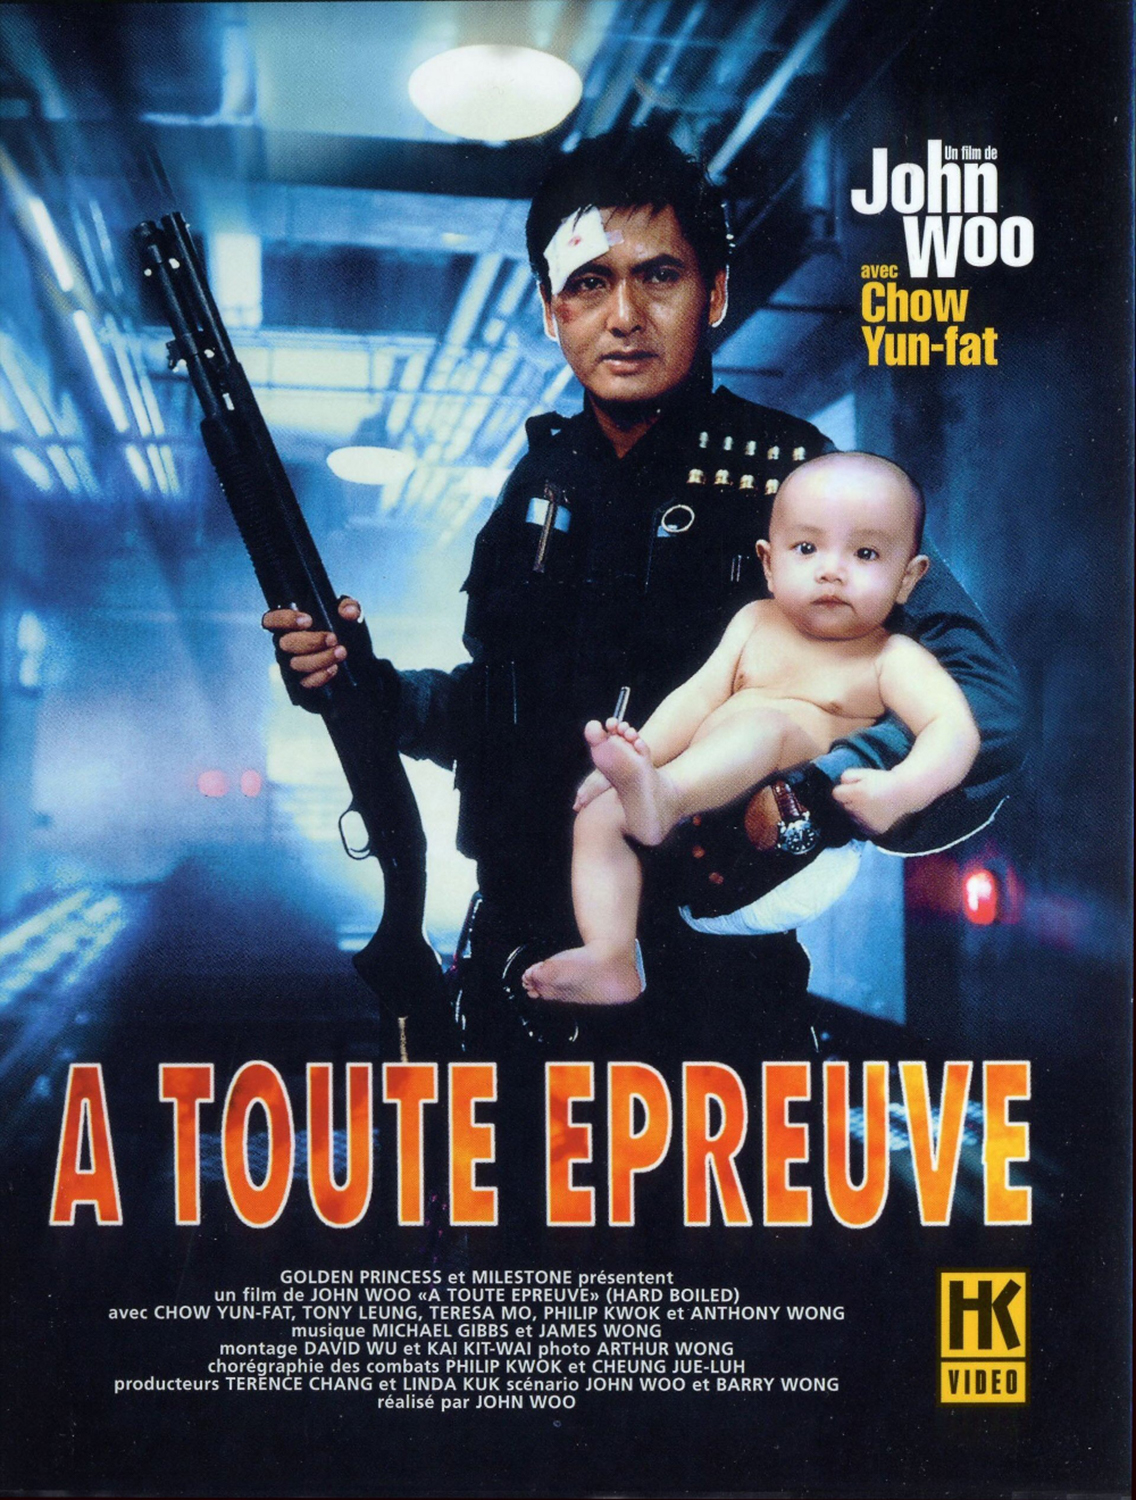 Un film de
John
Woo
avec
Chow
Yun-fat
A TOUTE EPREUVE
GOLDEN PRINCESS et MILESTONE présentent
un film de JOHN WOO «A TOUTE EPREUVE» (HARD BOILED)
avec CHOW YUN-FAT, TONY LEUNG, TERESA MO, PHILIP KWOK et ANTHONY WONG
musique MICHAEL GIBBS et JAMES WONG
montage DAVID WU et KAI KIT-WAI photo ARTHUR WONG
chorégraphie des combats PHILIP KWOK et CHEUNG JUE-LUH
producteurs TERENCE CHANG et LINDA KUK scénario JOHN WOO et BARRY WONG
réalisé par JOHN WOO
HK
VIDEO